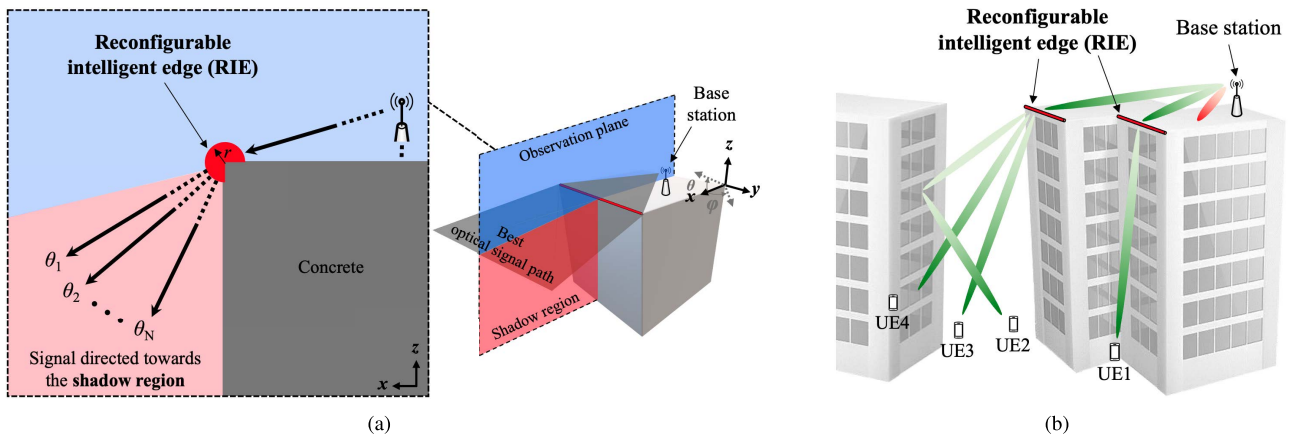 Reconfigurable
intelligent edge (RIE)
r
θ1
θ2
θN
Concrete
Signal directed towards
the shadow region
z
x
Observation plane
Base
station
z
y
x
θ
φ
Best
optical signal path
Shadow region
(a)
Reconfigurable
intelligent edge (RIE)
Base station
UE4
UE3
UE2
UE1
(b)